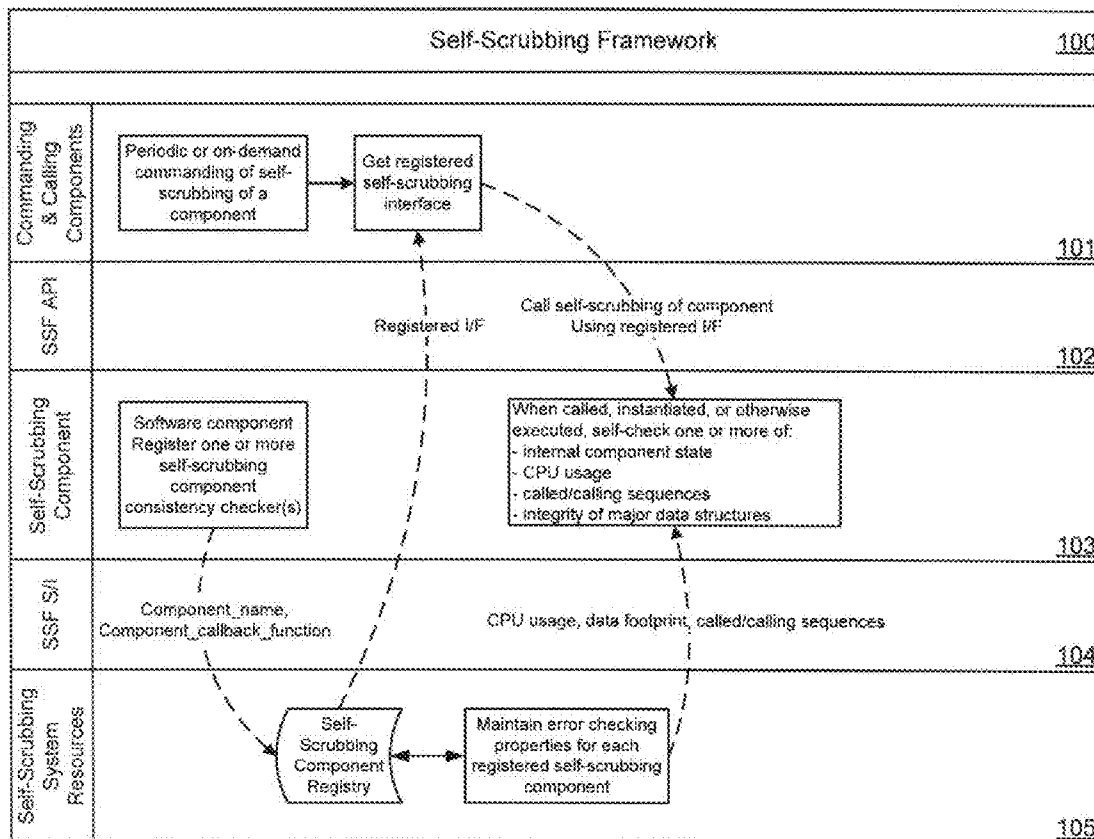 Self-Scrubbing Framework
100
Commanding
& Calling
Components
Periodic or on-demand
commanding of self-
scrubbing of a
component
Get registered
self-scrubbing
interface
101
SSF API
Registered I/F
Call self-scrubbing of component
Using registered I/F
102
Self-Scrubbing
Component
Software component
Register one or more
self-scrubbing
component
consistency checker(s)
When called, instantiated, or otherwise
executed, self-check one or more of:
- internal component state
- CPU usage
- called/calling sequences
- integrity of major data structures
103
SSF S/I
Component_name,
Component_callback_function
CPU usage, data footprint, called/calling sequences
104
Self-Scrubbing
System
Resources
Self-
Scrubbing
Component
Registry
Maintain error checking
properties for each
registered self-scrubbing
component
105